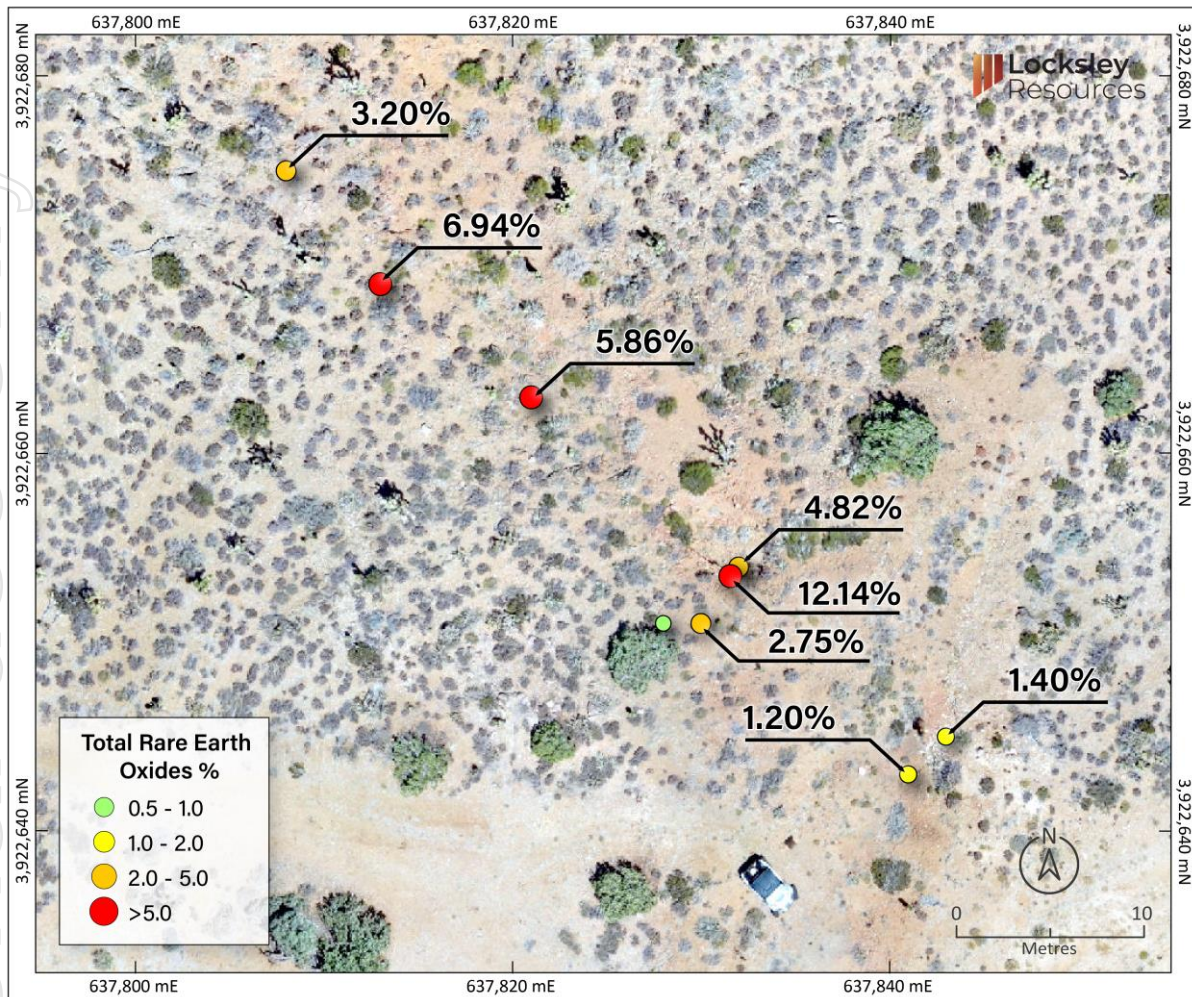 637,800 mE
637,820 mE
637,840 mE
3,922,680 mN
3,922,680 mN
Locksley
Resources
3.20%
6.94%
5.86%
3,922,660 mN
3,922,660 mN
4.82%
12.14%
2.75%
1.40%
1.20%
Total Rare Earth
Oxides %
0.5 - 1.0
1.0 - 2.0
2.0 - 5.0
>5.0
3,922,640 mN
3,922,640 mN
N
0 10
Metres
637,800 mE
637,820 mE
637,840 mE